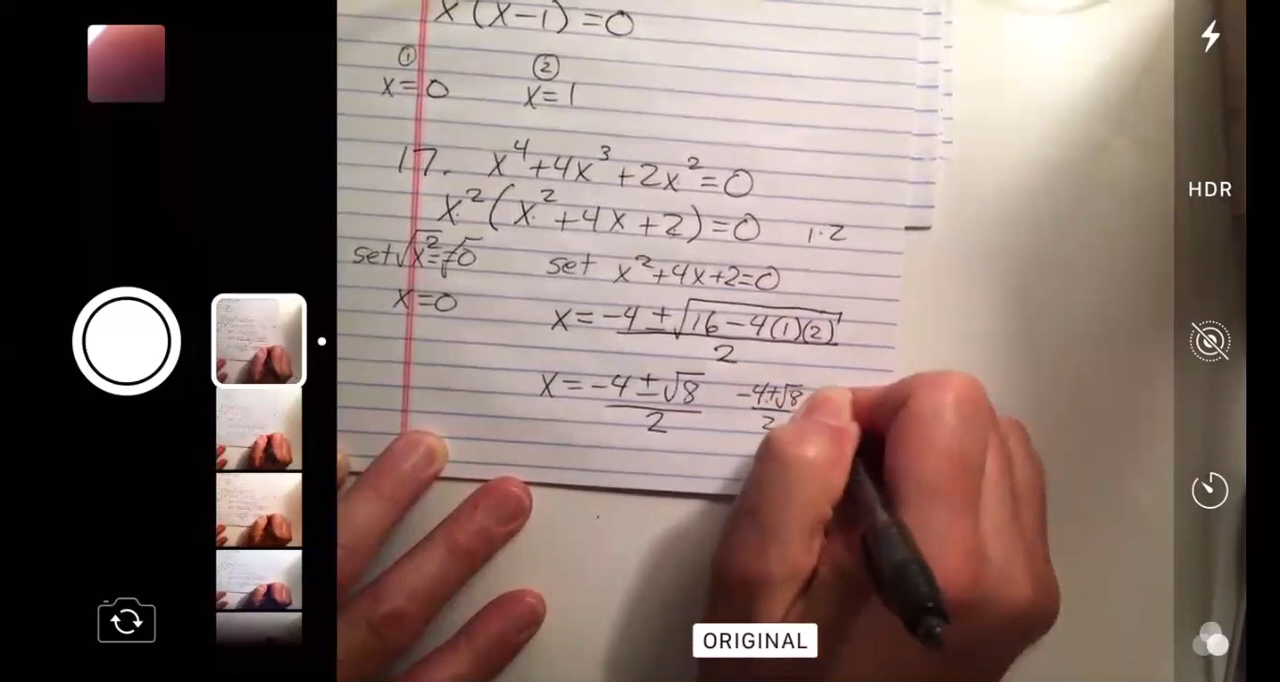 x(x-1)=0
① ②
x=0 x=1
17. x⁴+4x³+2x²=0
x²(x²+4x+2)=0 1·2
set √x²=√0 set x²+4x+2=0
x=0 x=-4±√16-4(1)(2)
2
x=-4±√8 -4±√8
2 2
HDR
ORIGINAL